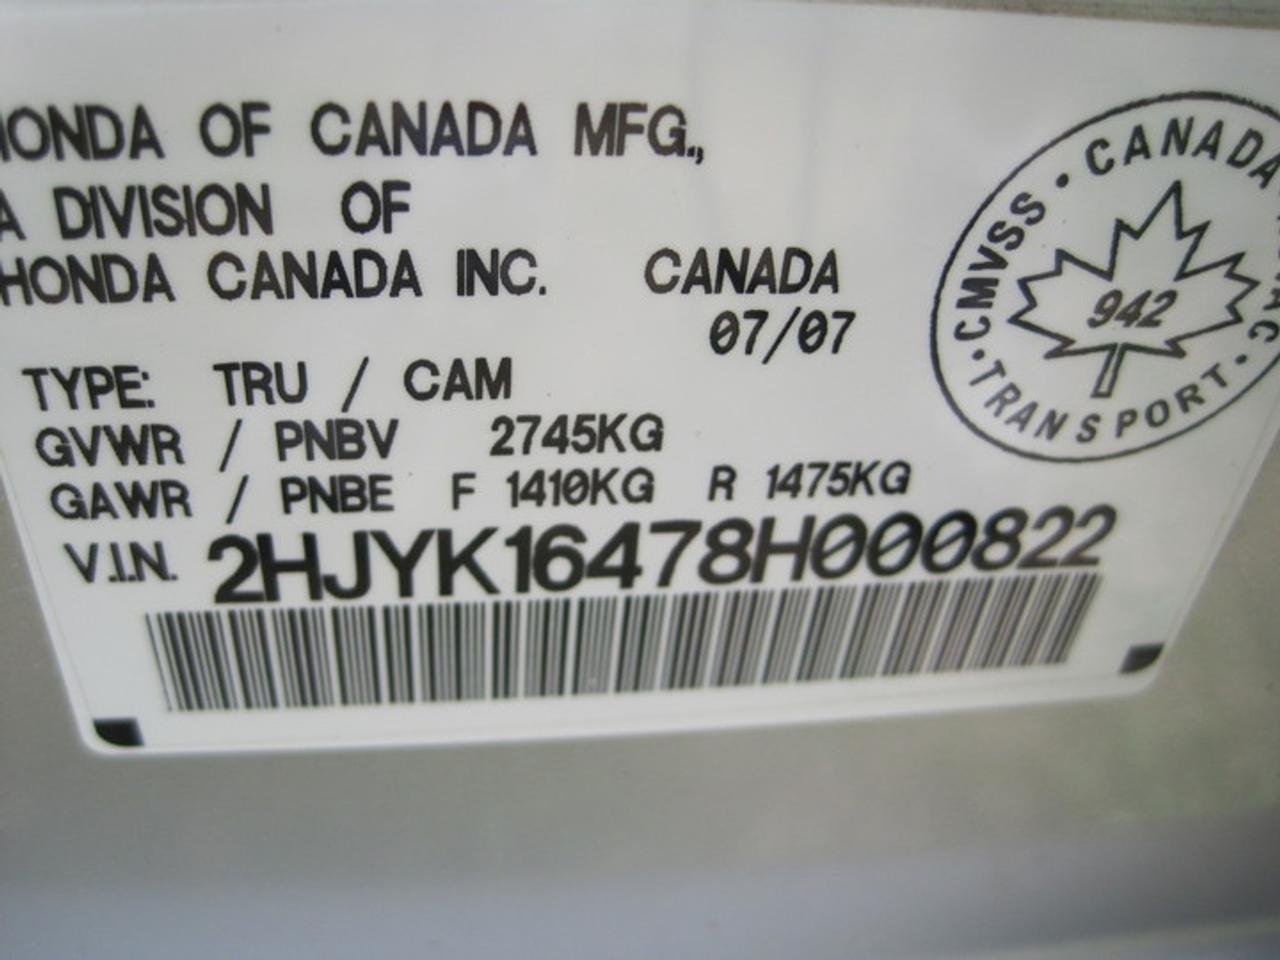 HONDA OF CANADA MFG.,
A DIVISION OF
HONDA CANADA INC. CANADA
07/07
TYPE: TRU / CAM
GVWR / PNBV 2745KG
GAWR / PNBE F 1410KG R 1475KG
V.I.N. 2HJYK16478H000822
CMVSS • CANADA
942
• TRANSPORT •